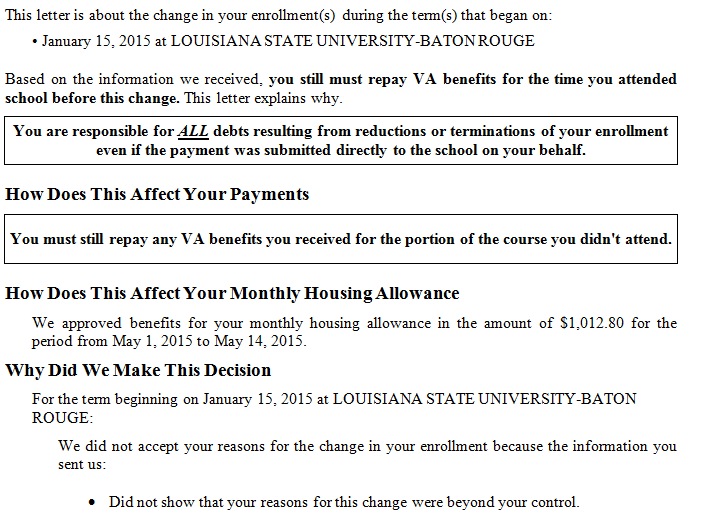 This letter is about the change in your enrollment(s) during the term(s) that began on:
• January 15, 2015 at LOUISIANA STATE UNIVERSITY-BATON ROUGE
Based on the information we received, you still must repay VA benefits for the time you attended
school before this change. This letter explains why.
You are responsible for ALL debts resulting from reductions or terminations of your enrollment
even if the payment was submitted directly to the school on your behalf.
How Does This Affect Your Payments
You must still repay any VA benefits you received for the portion of the course you didn't attend.
How Does This Affect Your Monthly Housing Allowance
We approved benefits for your monthly housing allowance in the amount of $1,012.80 for the
period from May 1, 2015 to May 14, 2015.
Why Did We Make This Decision
For the term beginning on January 15, 2015 at LOUISIANA STATE UNIVERSITY-BATON
ROUGE:
We did not accept your reasons for the change in your enrollment because the information you
sent us:
• Did not show that your reasons for this change were beyond your control.